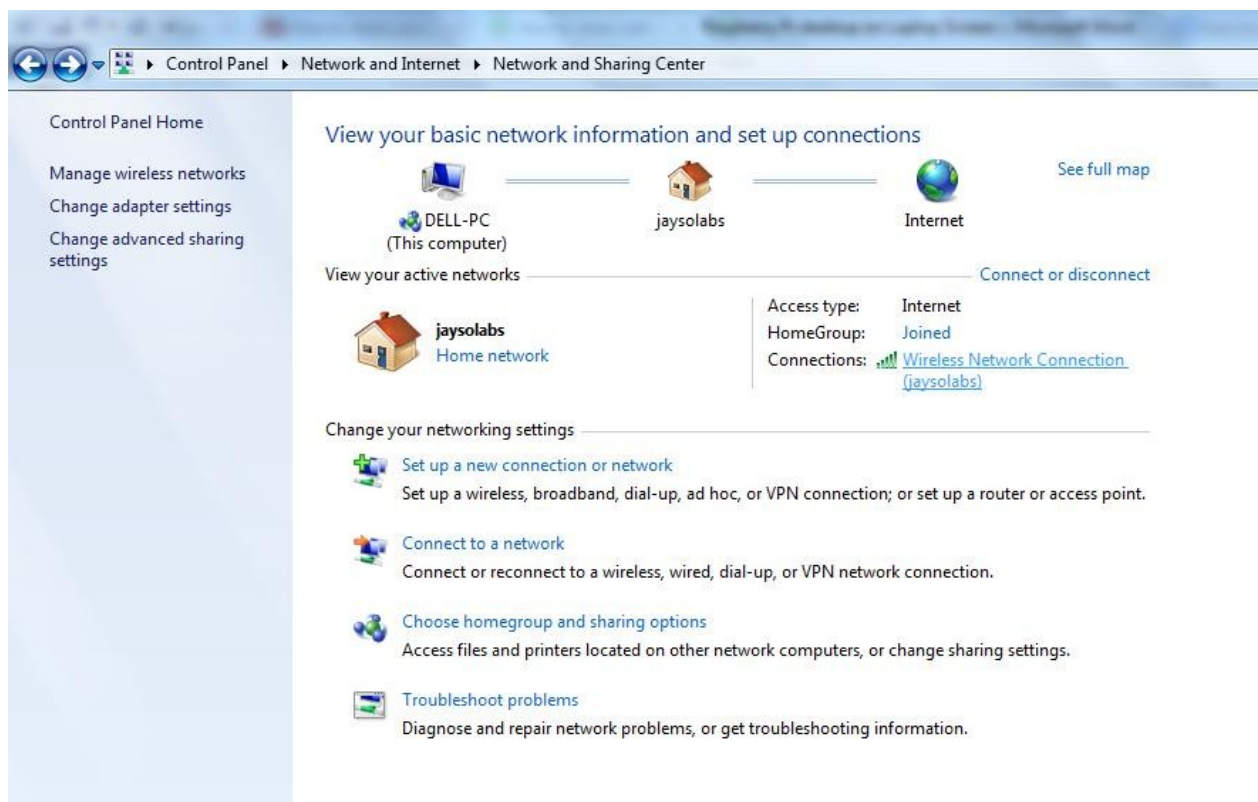 Control Panel ▸ Network and Internet ▸ Network and Sharing Center
Control Panel Home
Manage wireless networks
Change adapter settings
Change advanced sharing
settings
View your basic network information and set up connections
See full map
DELL-PC
(This computer)
jaysolabs
Internet
View your active networks
Connect or disconnect
jaysolabs
Home network
Access type: Internet
HomeGroup: Joined
Connections: Wireless Network Connection
(jaysolabs)
Change your networking settings
Set up a new connection or network
Set up a wireless, broadband, dial-up, ad hoc, or VPN connection; or set up a router or access point.
Connect to a network
Connect or reconnect to a wireless, wired, dial-up, or VPN network connection.
Choose homegroup and sharing options
Access files and printers located on other network computers, or change sharing settings.
Troubleshoot problems
Diagnose and repair network problems, or get troubleshooting information.